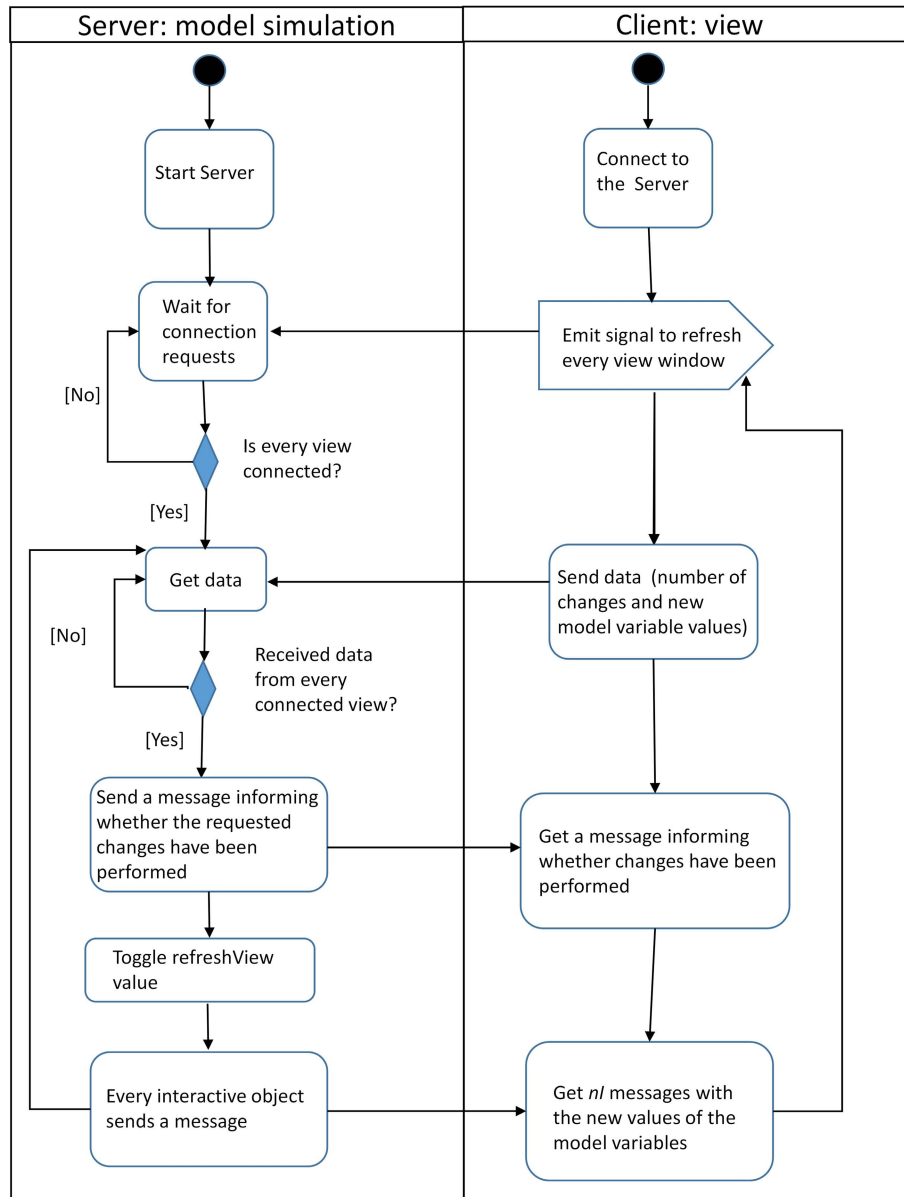 Server: model simulation
Client: view
Start Server
Connect to
the Server
Wait for
connection
requests
Emit signal to refresh
every view window
[No]
Is every view
connected?
[Yes]
Get data
Send data (number of
changes and new
model variable values)
[No]
Received data
from every
connected view?
[Yes]
Send a message informing
whether the requested
changes have been
performed
Get a message informing
whether changes have been
performed
Toggle refreshView
value
Every interactive object
sends a message
Get nI messages with
the new values of the
model variables